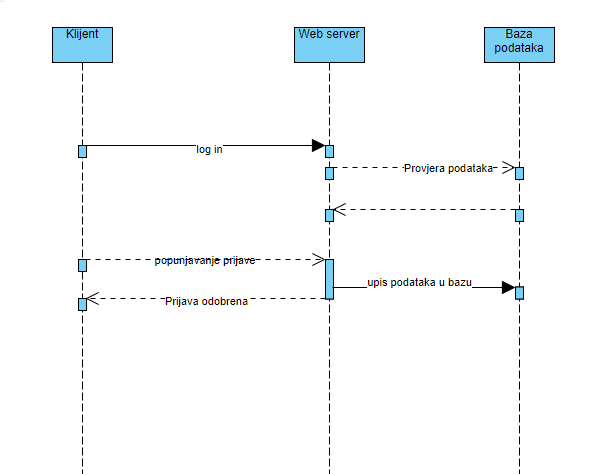 Klijent
Web server
Baza
podataka
log in
Provjera podataka
popunjavanje prijave
upis podataka u bazu
Prijava odobrena